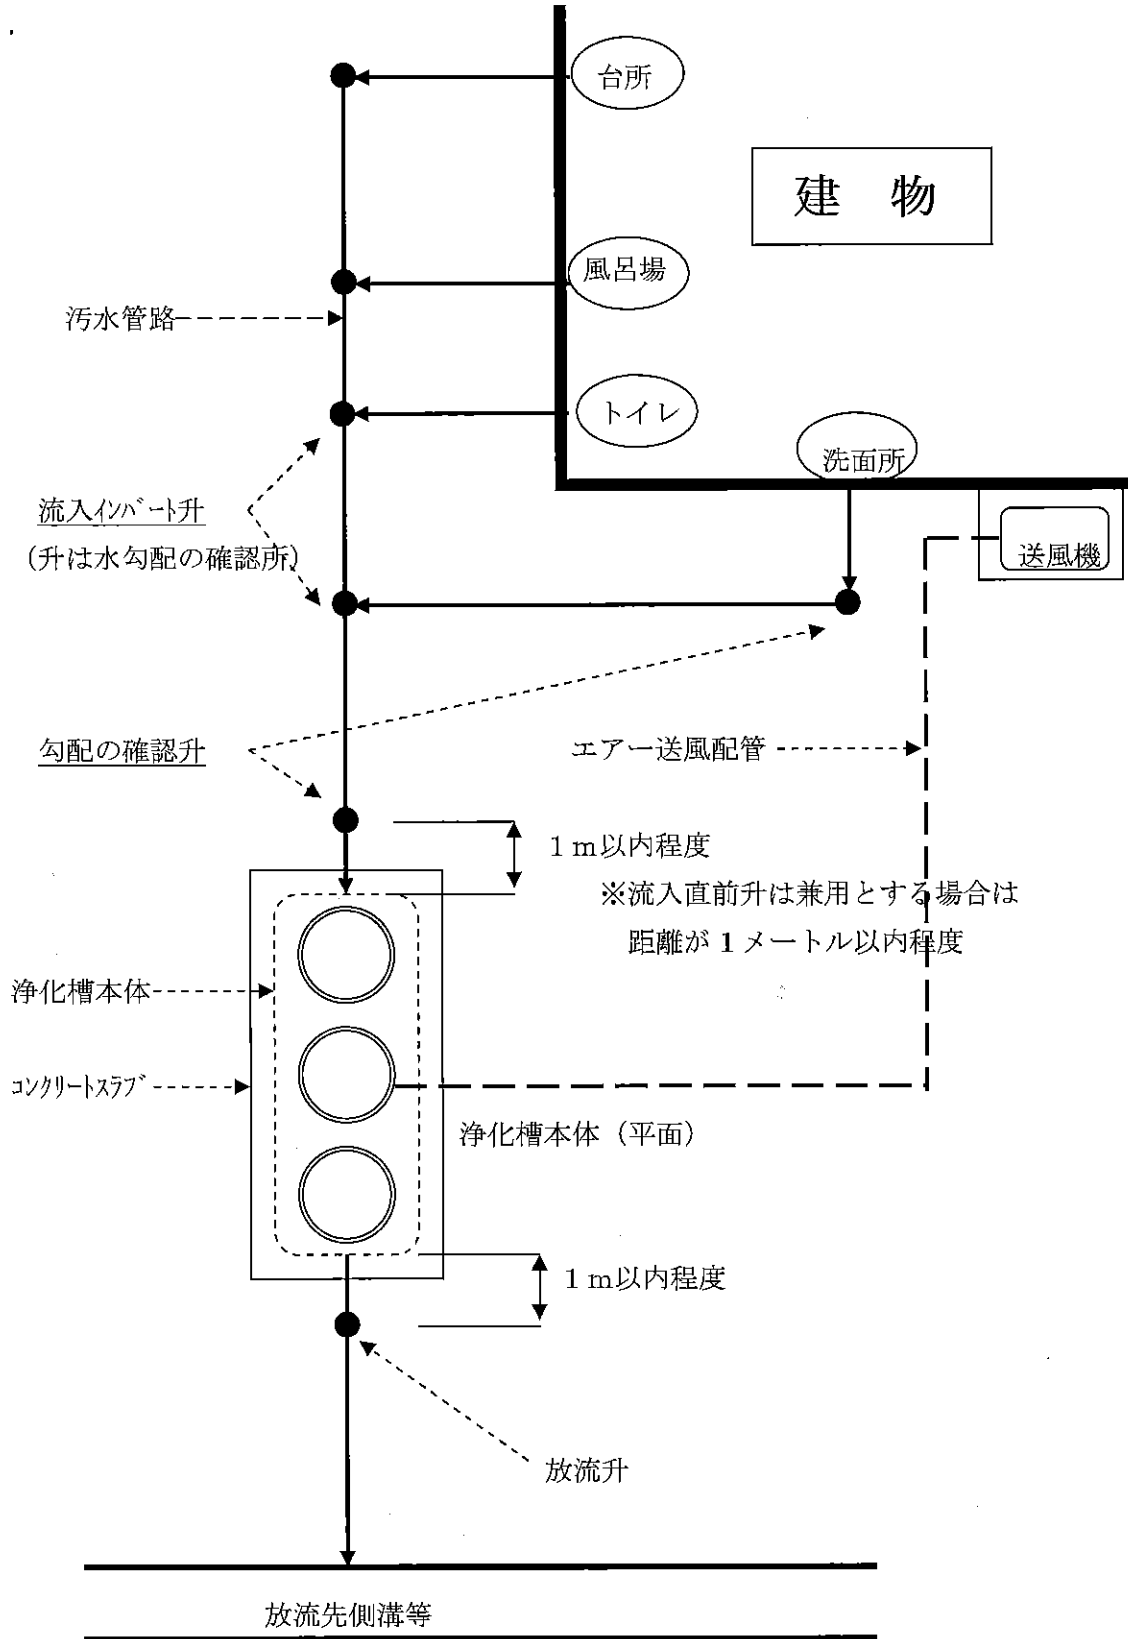 台所
建　物
風呂場
汚水管路
トイレ
洗面所
流入ｲﾝﾊﾞｰﾄ升
(升は水勾配の確認所)
送風機
勾配の確認升
エアー送風配管
１ｍ以内程度
※流入直前升は兼用とする場合は
距離が１メートル以内程度
浄化槽本体
ｺﾝｸﾘｰﾄｽﾗﾌﾞ
浄化槽本体（平面）
１ｍ以内程度
放流升
放流先側溝等